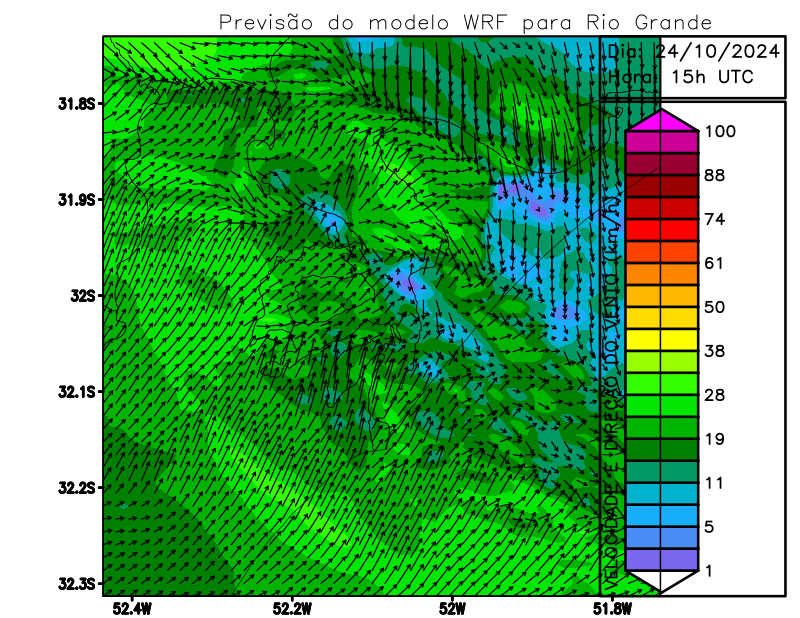 Previsão do modelo WRF para Rio Grande
Dia: 24/10/2024
Hora: 15h UTC
31.8S
31.9S
32S
32.1S
32.2S
32.3S
52.4W
52.2W
52W
51.8W
VELOCIDADE E DIREÇÃO DO VENTO (km/h)
100
88
74
61
50
38
28
19
11
5
1